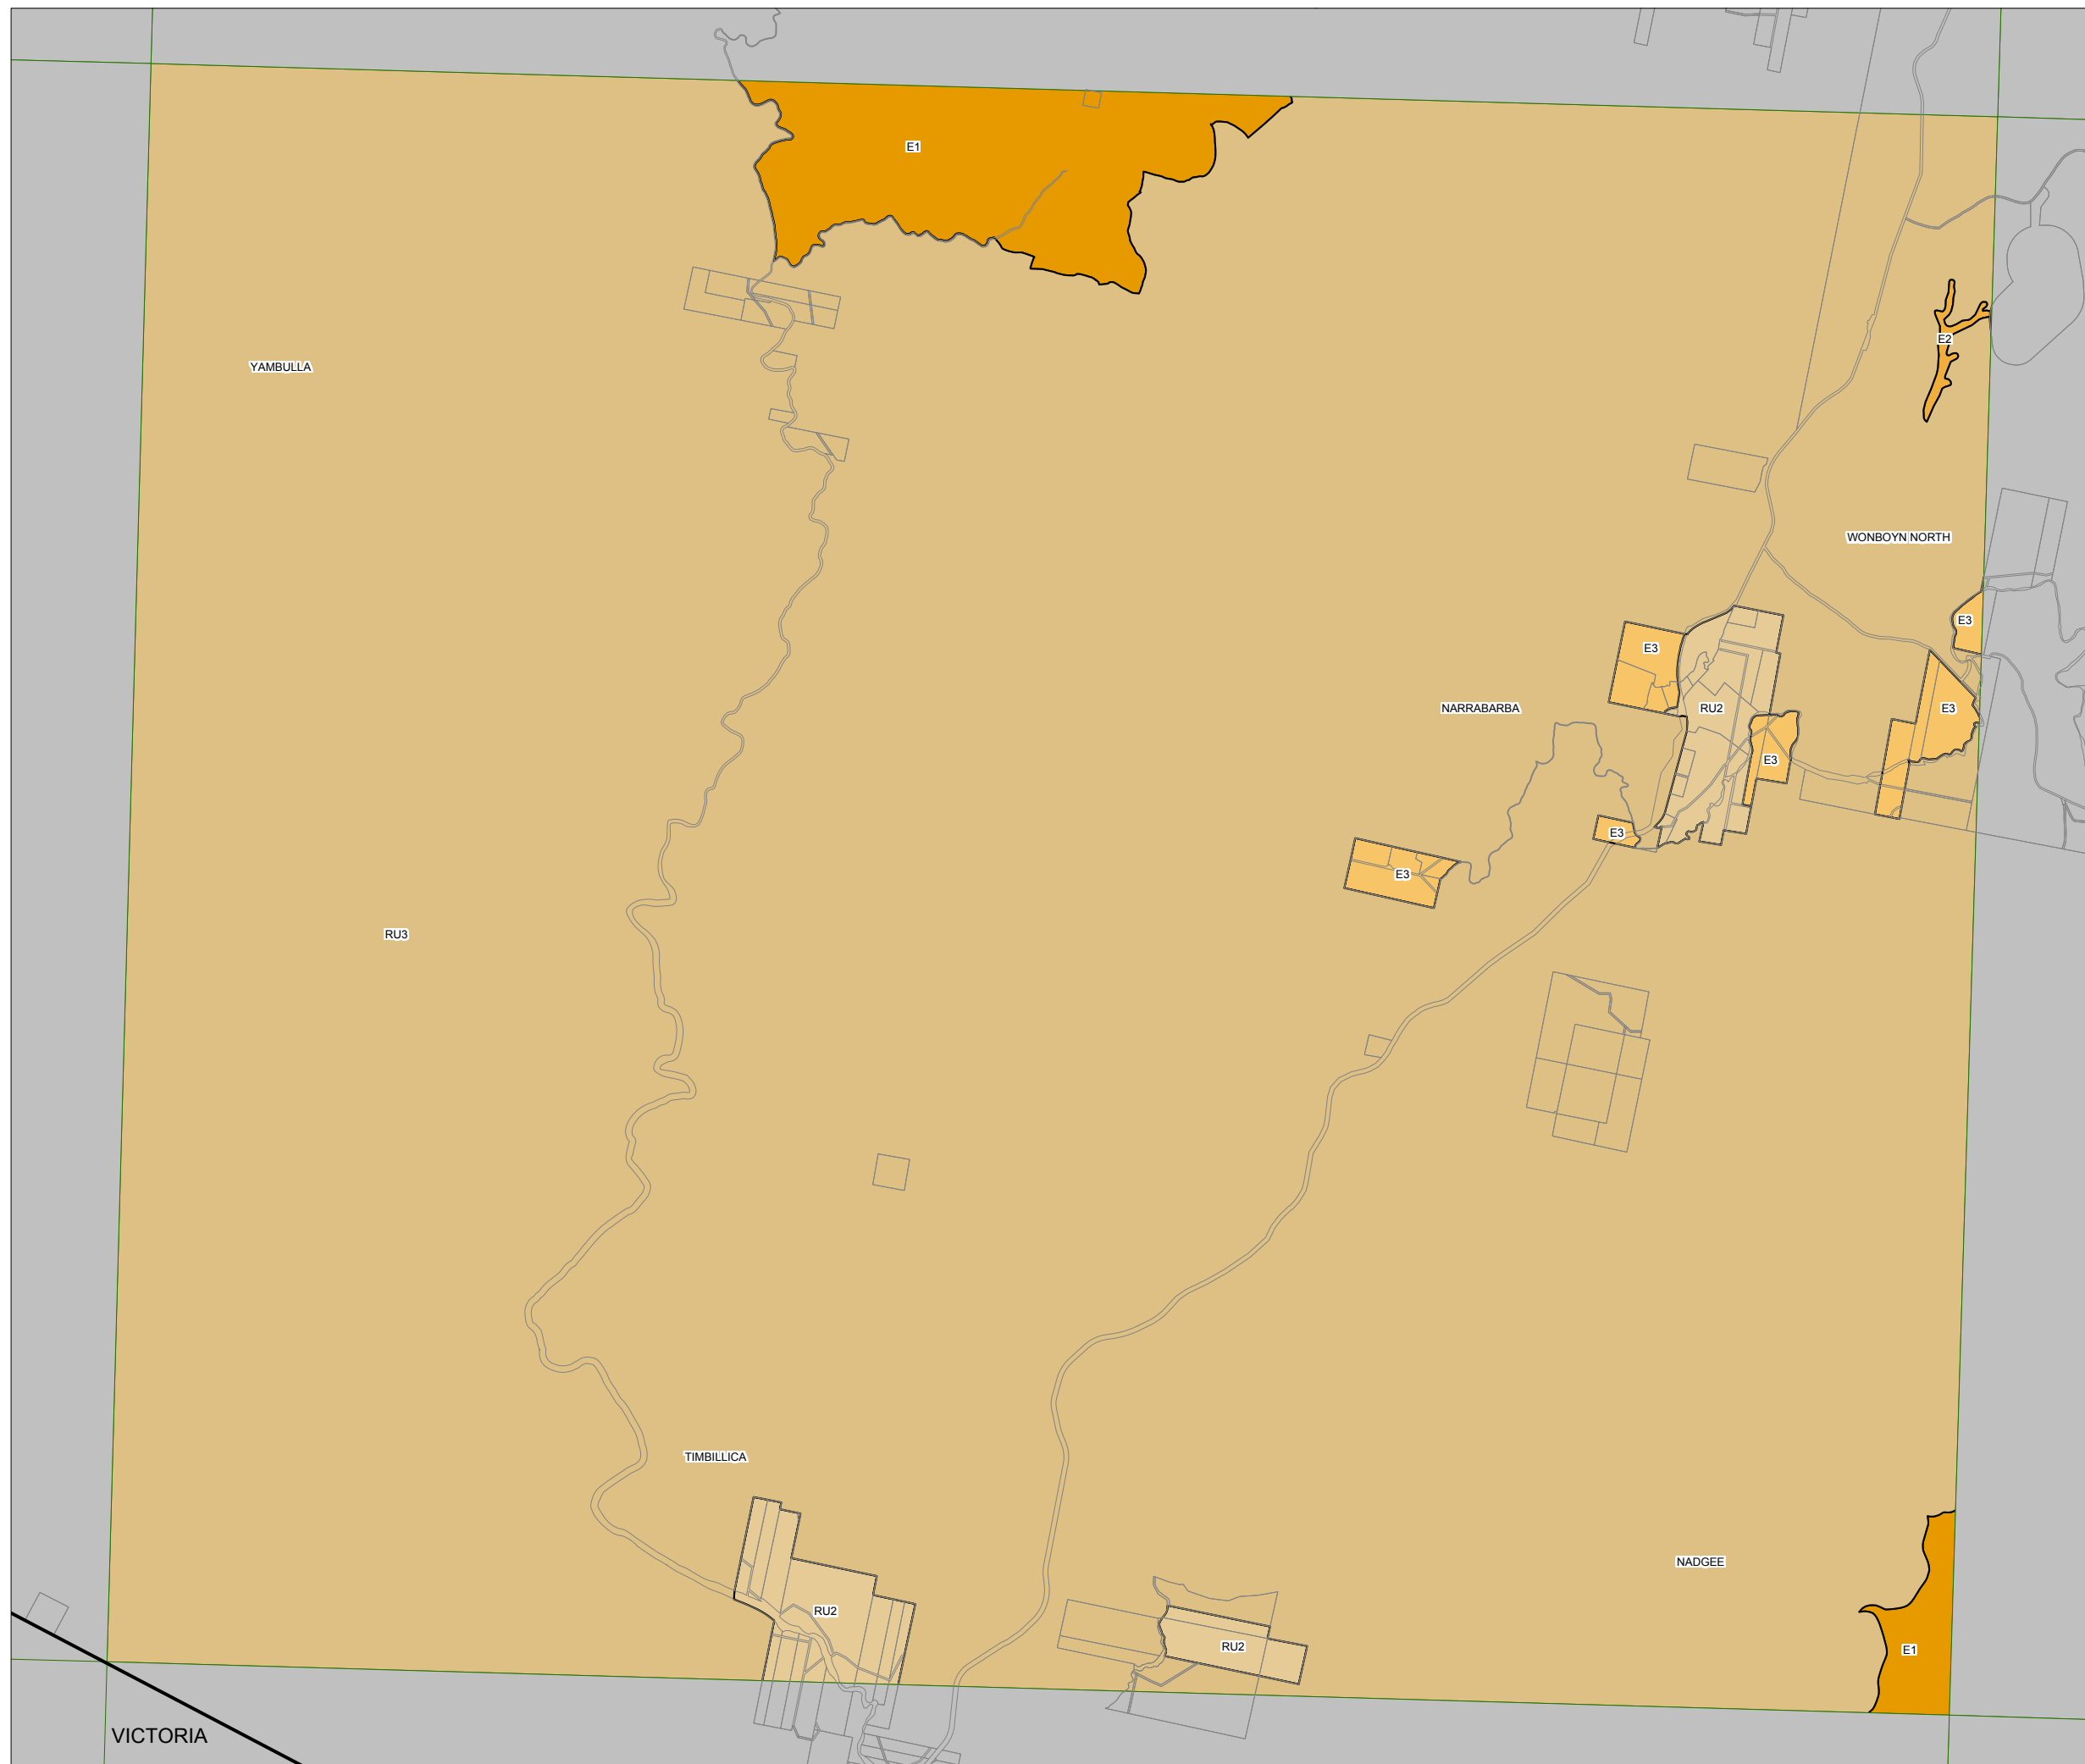 E1
E2
YAMBULLA
WONBOYN NORTH
E3
E3
NARRABARBA
RU2
E3
E3
E3
E3
RU3
TIMBILLICA
NADGEE
RU2
RU2
E1
VICTORIA